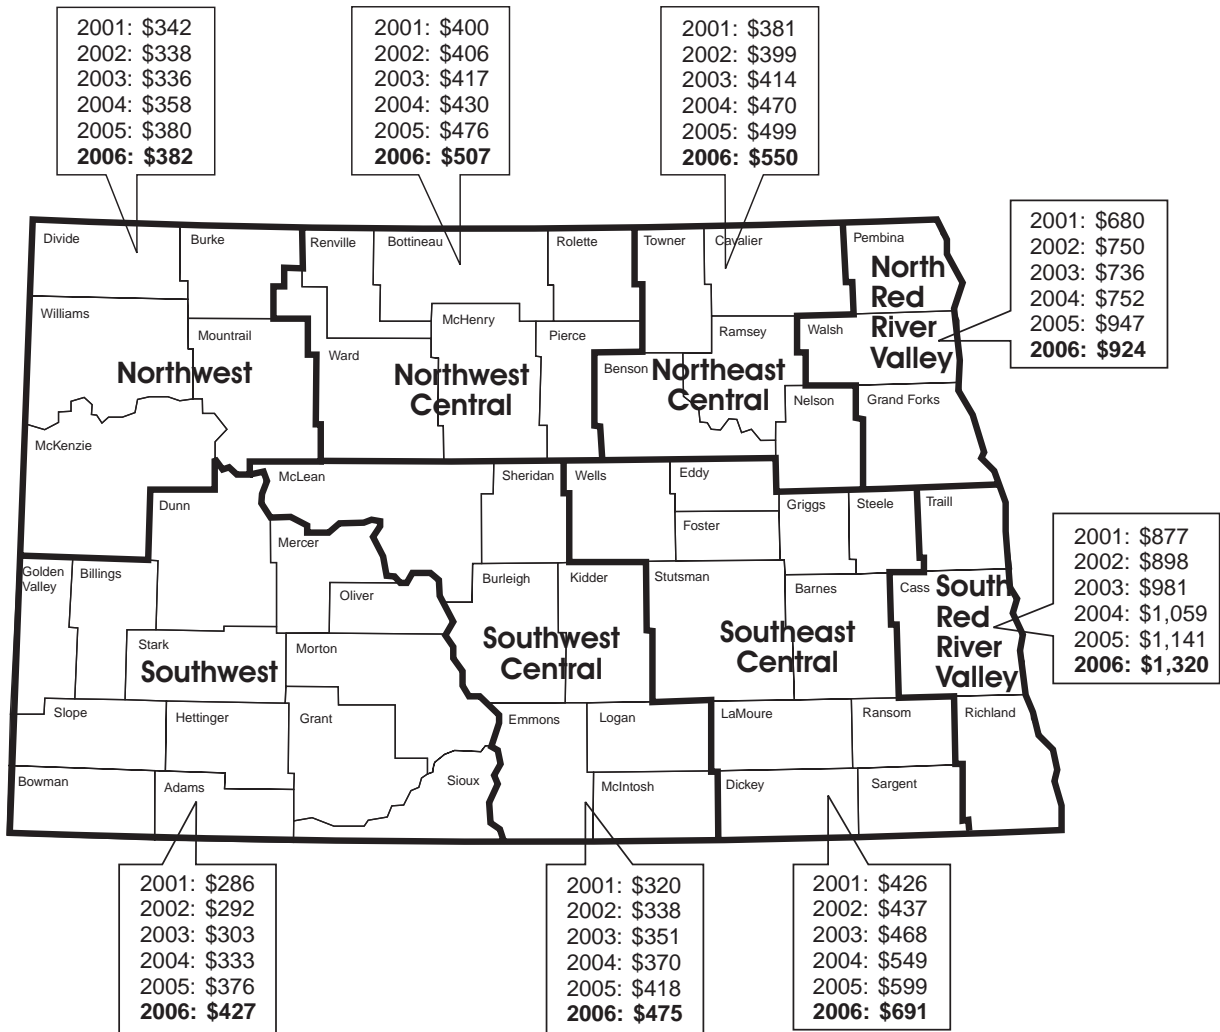 2001: $342
2002: $338
2003: $336
2004: $358
2005: $380
2006: $382
2001: $400
2002: $406
2003: $417
2004: $430
2005: $476
2006: $507
2001: $381
2002: $399
2003: $414
2004: $470
2005: $499
2006: $550
2001: $680
2002: $750
2003: $736
2004: $752
2005: $947
2006: $924
Divide
Burke
Renville
Bottineau
Rolette
Towner
Cavalier
Pembina
North
Red
River
Valley
Williams
Mountrail
Ward
McHenry
Pierce
Benson
Ramsey
Walsh
Nelson
Grand Forks
Northwest
Northwest
Central
Northeast
Central
McKenzie
McLean
Sheridan
Wells
Eddy
Foster
Griggs
Steele
Traill
Dunn
Mercer
Oliver
Golden
Valley
Billings
Burleigh
Kidder
Stutsman
Barnes
Cass
South
Red
River
Valley
2001: $877
2002: $898
2003: $981
2004: $1,059
2005: $1,141
2006: $1,320
Stark
Morton
Southwest
Southwest
Central
Southeast
Central
Slope
Hettinger
Grant
Emmons
Logan
LaMoure
Ransom
Richland
Bowman
Adams
Sioux
McIntosh
Dickey
Sargent
2001: $286
2002: $292
2003: $303
2004: $333
2005: $376
2006: $427
2001: $320
2002: $338
2003: $351
2004: $370
2005: $418
2006: $475
2001: $426
2002: $437
2003: $468
2004: $549
2005: $599
2006: $691